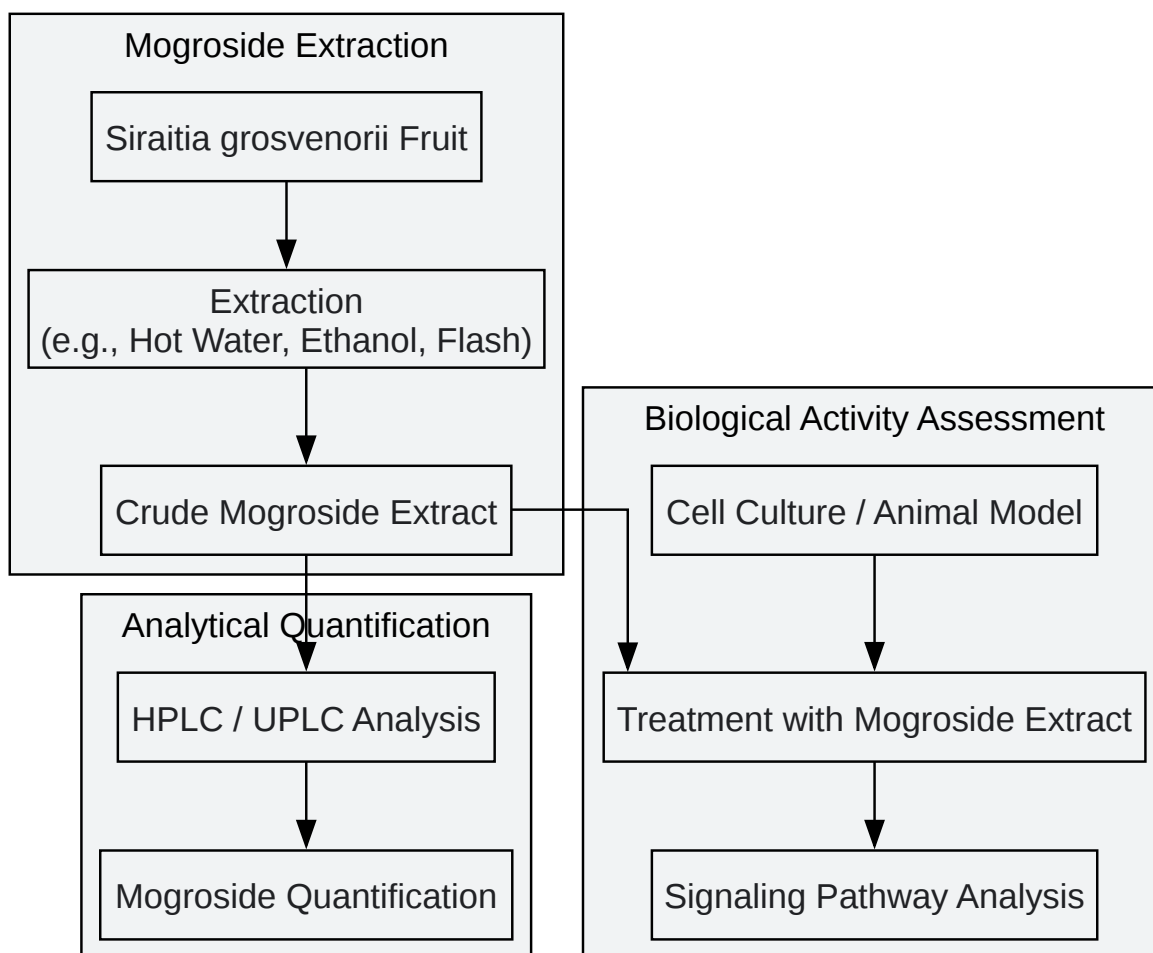 Mogroside Extraction
Siraitia grosvenorii Fruit
Extraction
(e.g., Hot Water, Ethanol, Flash)
Crude Mogroside Extract
Analytical Quantification
HPLC / UPLC Analysis
Mogroside Quantification
Biological Activity Assessment
Cell Culture / Animal Model
Treatment with Mogroside Extract
Signaling Pathway Analysis